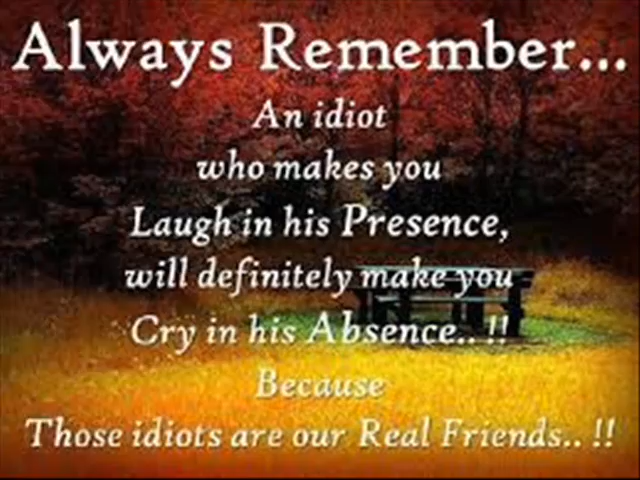 Always Remember...
An idiot
who makes you
Laugh in his Presence,
will definitely make you
Cry in his Absence.. !!
Because
Those idiots are our Real Friends.. !!